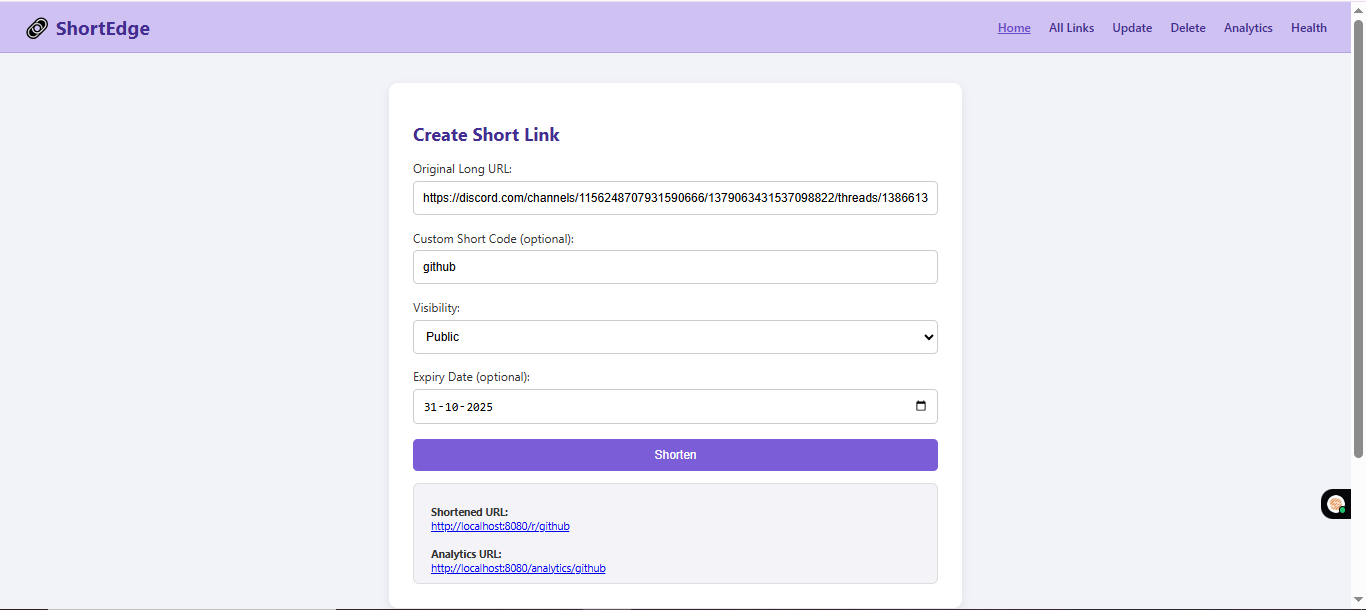 ShortEdge
Home All Links Update Delete Analytics Health
Create Short Link
Original Long URL:
https://discord.com/channels/1156248707931590666/1379063431537098822/threads/1386613
Custom Short Code (optional):
github
Visibility:
Public
Expiry Date (optional):
31-10-2025
Shorten
Shortened URL:
http://localhost:8080/r/github
Analytics URL:
http://localhost:8080/analytics/github